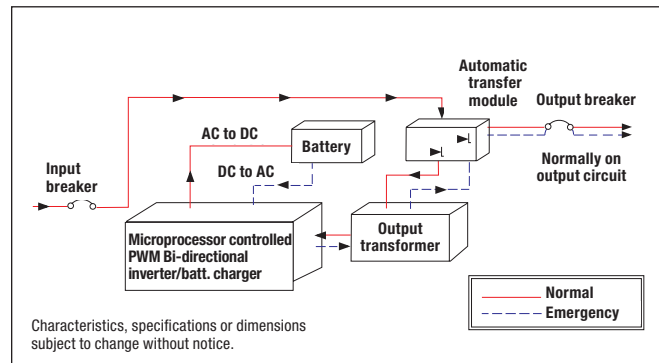 Automatic
transfer
module
Output breaker
AC to DC
Battery
DC to AC
Normally on
output circuit
Input
breaker
Microprocessor controlled
PWM Bi-directional
inverter/batt. charger
Output
transformer
Normal
Emergency
Characteristics, specifications or dimensions
subject to change without notice.